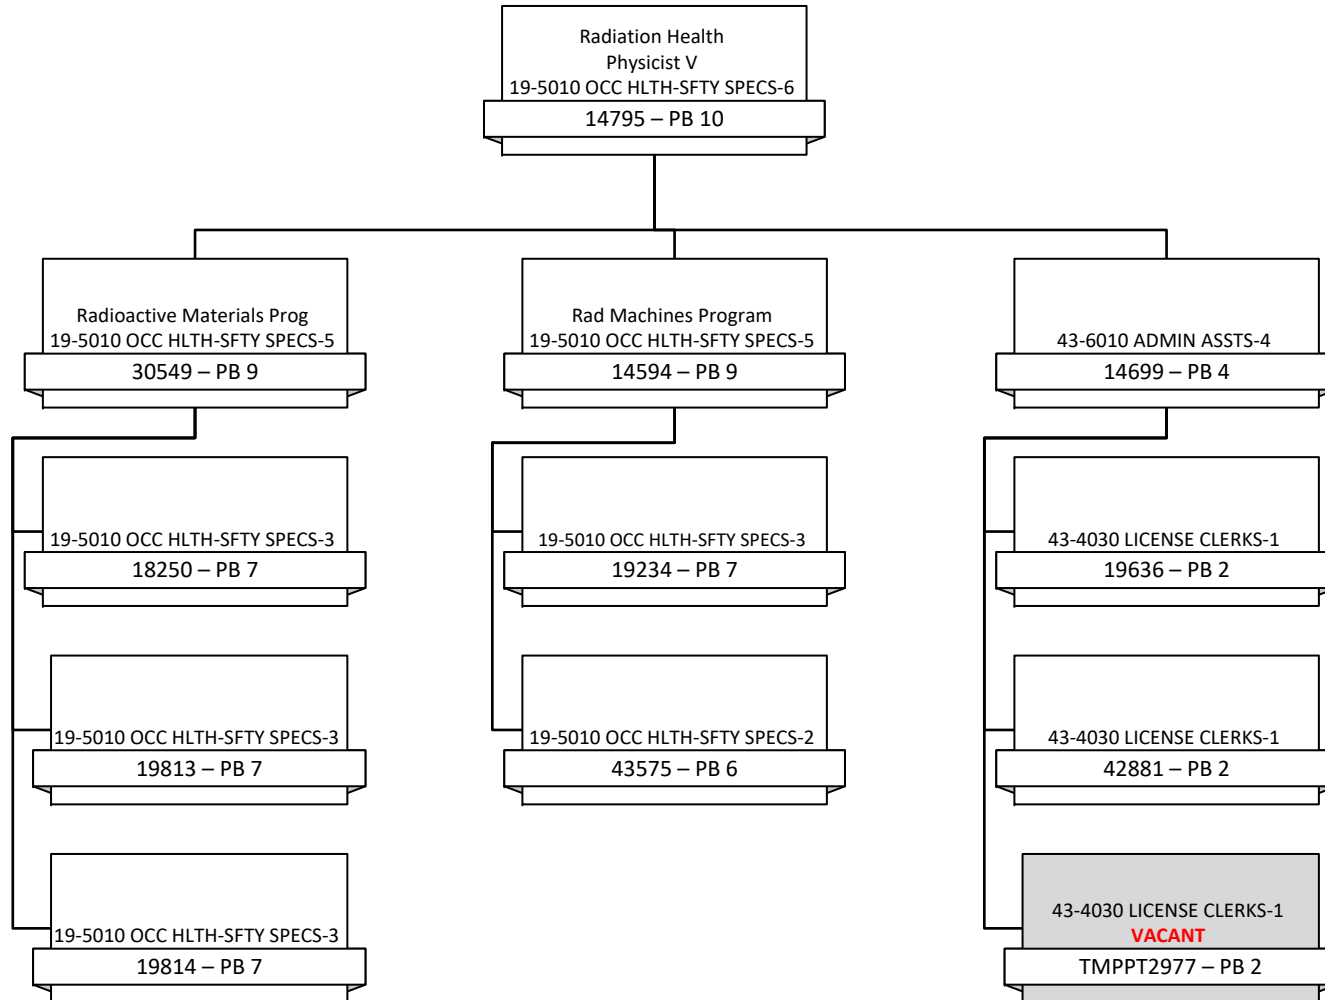 Radiation Health
Physicist V
19-5010 OCC HLTH-SFTY SPECS-6
14795 – PB 10
Radioactive Materials Prog
19-5010 OCC HLTH-SFTY SPECS-5
30549 – PB 9
Rad Machines Program
19-5010 OCC HLTH-SFTY SPECS-5
14594 – PB 9
43-6010 ADMIN ASSTS-4
14699 – PB 4
19-5010 OCC HLTH-SFTY SPECS-3
18250 – PB 7
19-5010 OCC HLTH-SFTY SPECS-3
19234 – PB 7
43-4030 LICENSE CLERKS-1
19636 – PB 2
19-5010 OCC HLTH-SFTY SPECS-3
19813 – PB 7
19-5010 OCC HLTH-SFTY SPECS-2
43575 – PB 6
43-4030 LICENSE CLERKS-1
42881 – PB 2
19-5010 OCC HLTH-SFTY SPECS-3
19814 – PB 7
43-4030 LICENSE CLERKS-1
VACANT
TMPPT2977 – PB 2